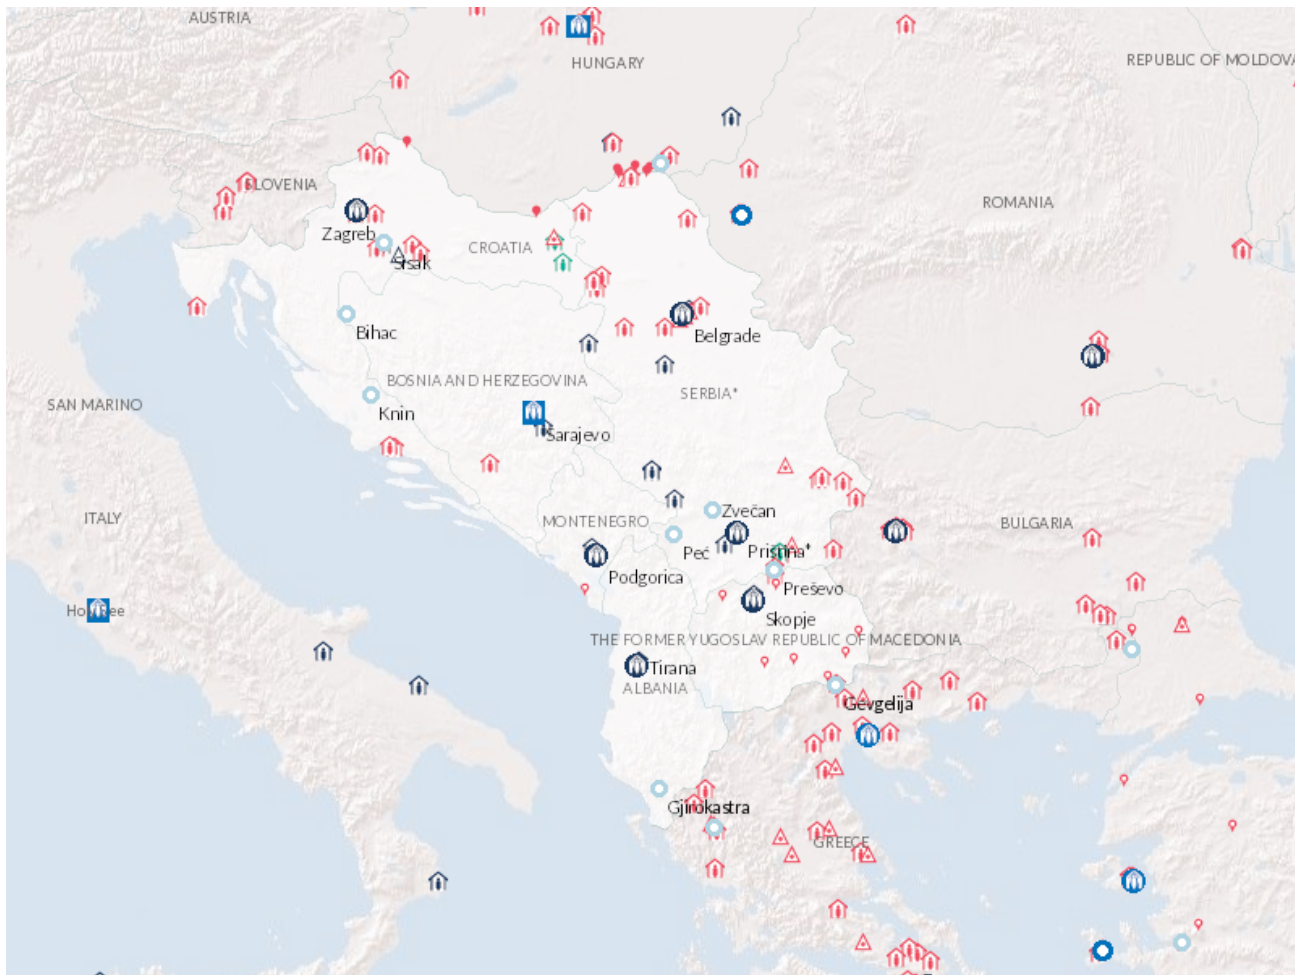 AUSTRIA
HUNGARY
REPUBLIC OF MOLDOVA
SLOVENIA
ROMANIA
Zagreb
CROATIA
Sisak
Bihac
Belgrade
BOSNIA AND HERZEGOVINA
SERBIA*
SAN MARINO
Knin
Sarajevo
ITALY
Zvečan
MONTENEGRO
BULGARIA
Peć
Priština*
Podgorica
Preševo
Holy See
Skopje
THE FORMER YUGOSLAV REPUBLIC OF MACEDONIA
Tirana
ALBANIA
Gevgelija
Gjirokastra
GREECE